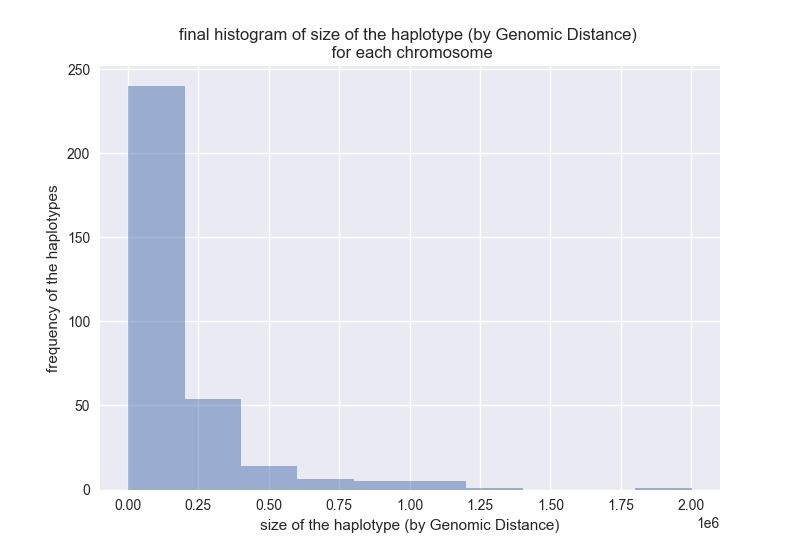 final histogram of size of the haplotype (by Genomic Distance)
for each chromosome
250
200
150
100
50
0
frequency of the haplotypes
0.00 0.25 0.50 0.75 1.00 1.25 1.50 1.75 2.00
1e6
size of the haplotype (by Genomic Distance)